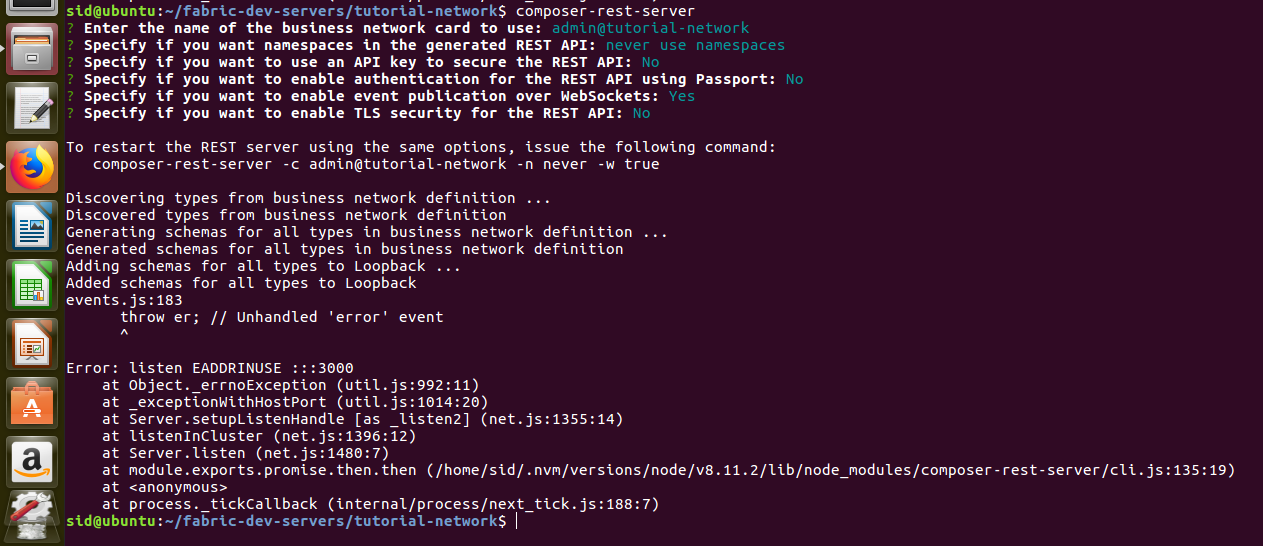 sid@ubuntu:~/fabric-dev-servers/tutorial-network$ composer-rest-server
? Enter the name of the business network card to use: admin@tutorial-network
? Specify if you want namespaces in the generated REST API: never use namespaces
? Specify if you want to use an API key to secure the REST API: No
? Specify if you want to enable authentication for the REST API using Passport: No
? Specify if you want to enable event publication over WebSockets: Yes
? Specify if you want to enable TLS security for the REST API: No
To restart the REST server using the same options, issue the following command:
   composer-rest-server -c admin@tutorial-network -n never -w true
Discovering types from business network definition ...
Discovered types from business network definition
Generating schemas for all types in business network definition ...
Generated schemas for all types in business network definition
Adding schemas for all types to Loopback ...
Added schemas for all types to Loopback
events.js:183
      throw er; // Unhandled 'error' event
      ^
Error: listen EADDRINUSE :::3000
    at Object._errnoException (util.js:992:11)
    at _exceptionWithHostPort (util.js:1014:20)
    at Server.setupListenHandle [as _listen2] (net.js:1355:14)
    at listenInCluster (net.js:1396:12)
    at Server.listen (net.js:1480:7)
    at module.exports.promise.then.then (/home/sid/.nvm/versions/node/v8.11.2/lib/node_modules/composer-rest-server/cli.js:135:19)
    at <anonymous>
    at process._tickCallback (internal/process/next_tick.js:188:7)
sid@ubuntu:~/fabric-dev-servers/tutorial-network$